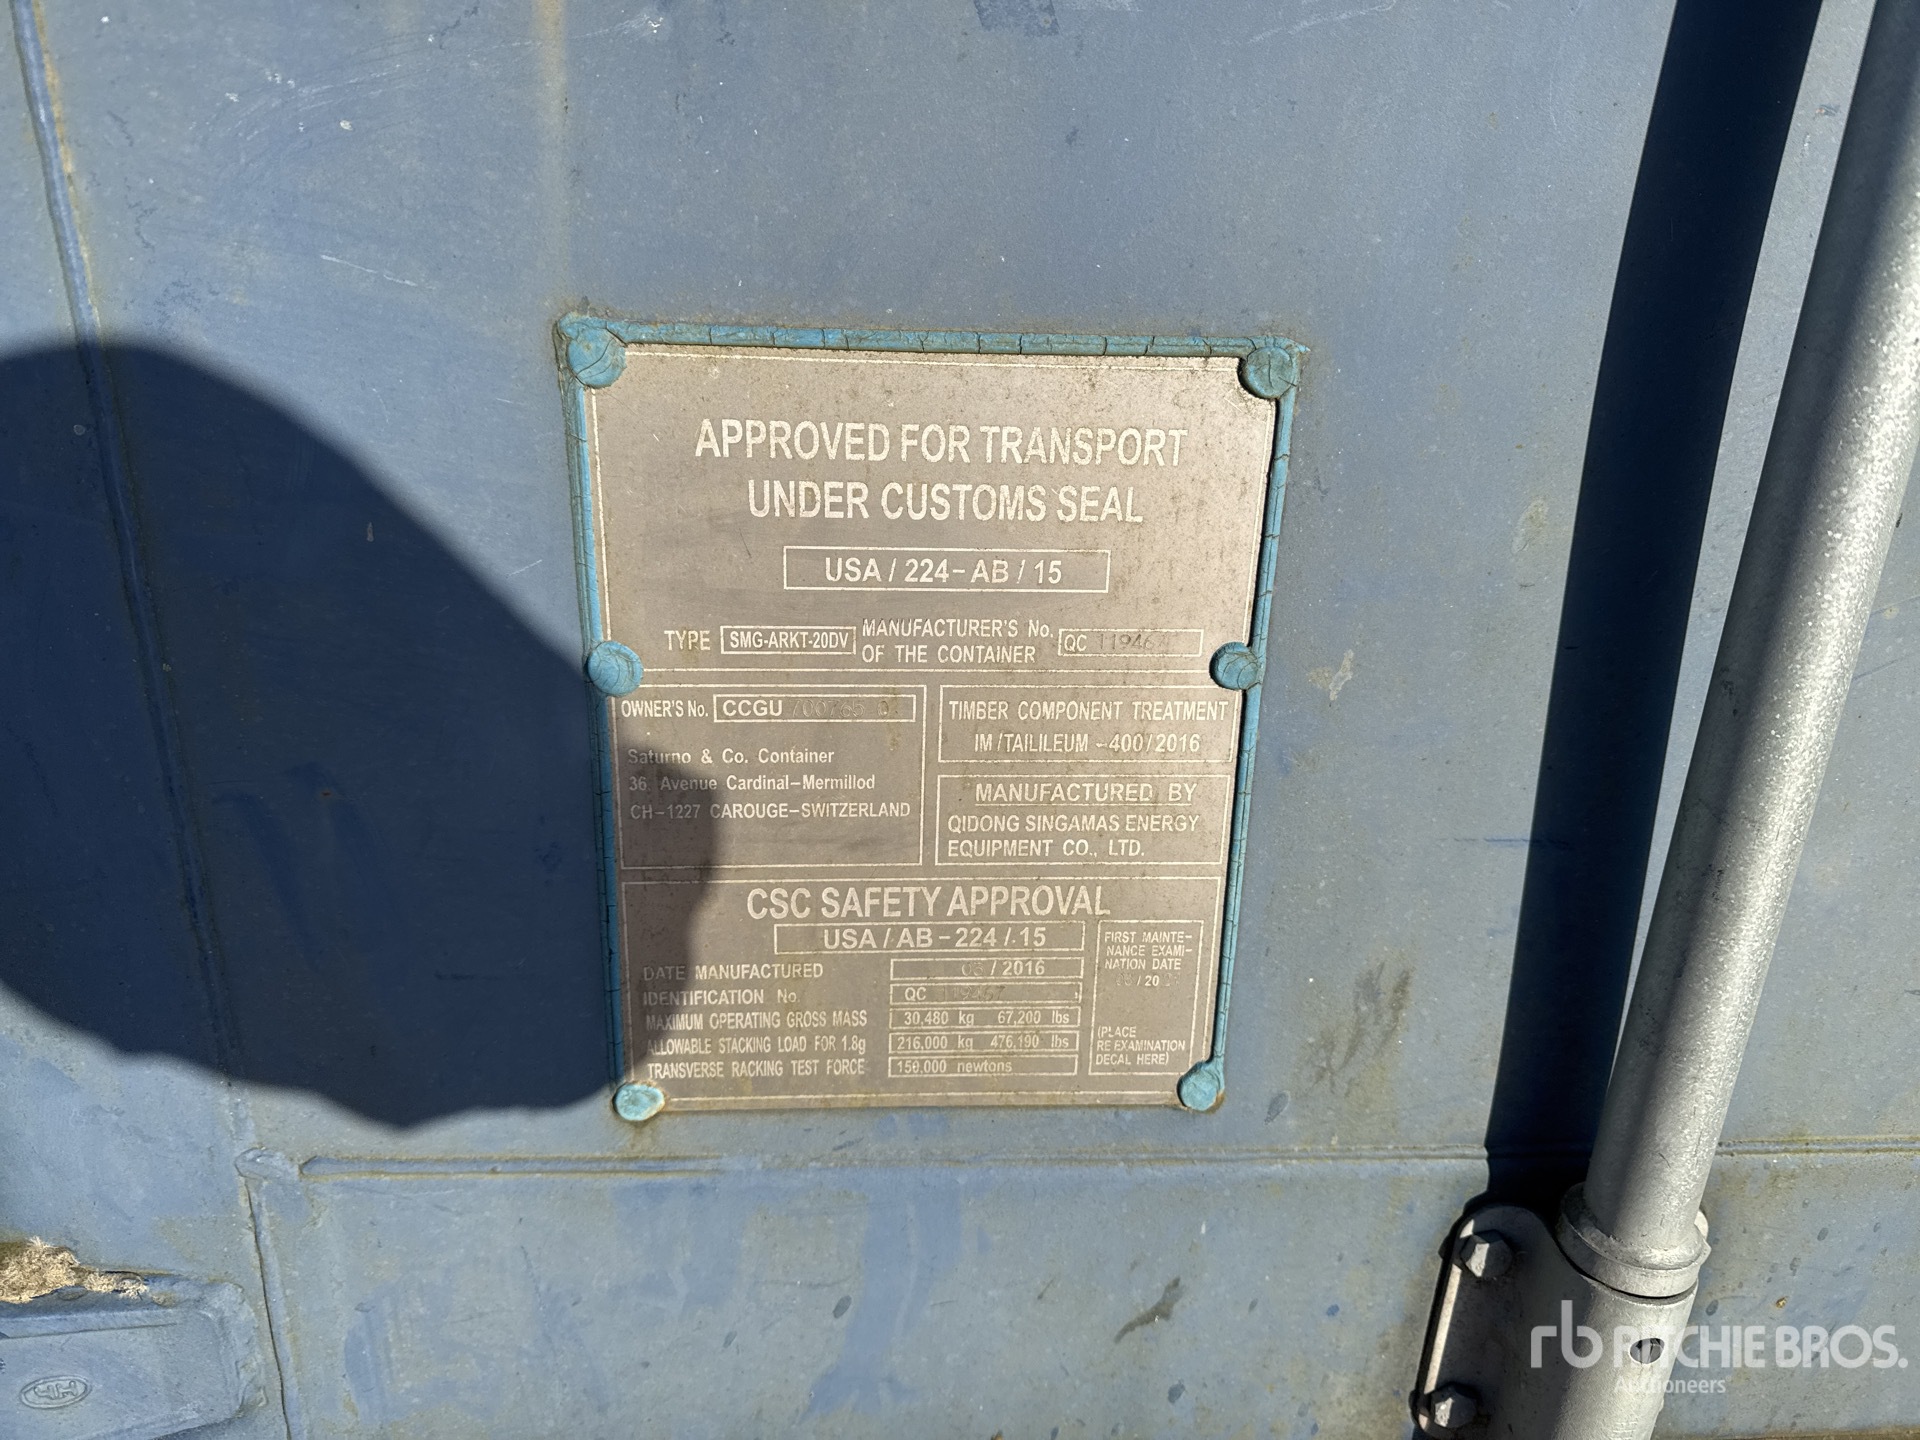 APPROVED FOR TRANSPORT
UNDER CUSTOMS SEAL
USA / 224-AB / 15
TYPE SMG-ARKT-20DV MANUFACTURER'S No. OF THE CONTAINER QC
OWNER'S No. CCGU
Saturno & Co. Container
36, Avenue Cardinal-Mermillod
CH-1227 CAROUGE-SWITZERLAND
TIMBER COMPONENT TREATMENT
IM/TAILILEUM -400/2016
MANUFACTURED BY
QIDONG SINGAMAS ENERGY
EQUIPMENT CO., LTD.
CSC SAFETY APPROVAL
USA / AB-224 / 15
DATE MANUFACTURED / 2016
IDENTIFICATION No. QC
MAXIMUM OPERATING GROSS MASS 30,480 kg 67,200 lbs
ALLOWABLE STACKING LOAD FOR 1.8g 216,000 kg 476,190 lbs
TRANSVERSE RACKING TEST FORCE 150,000 newtons
FIRST MAINTE-
NANCE EXAMI-
NATION DATE
/ 20
(PLACE
RE EXAMINATION
DECAL HERE)
rb RITCHIE BROS.
Auctioneers